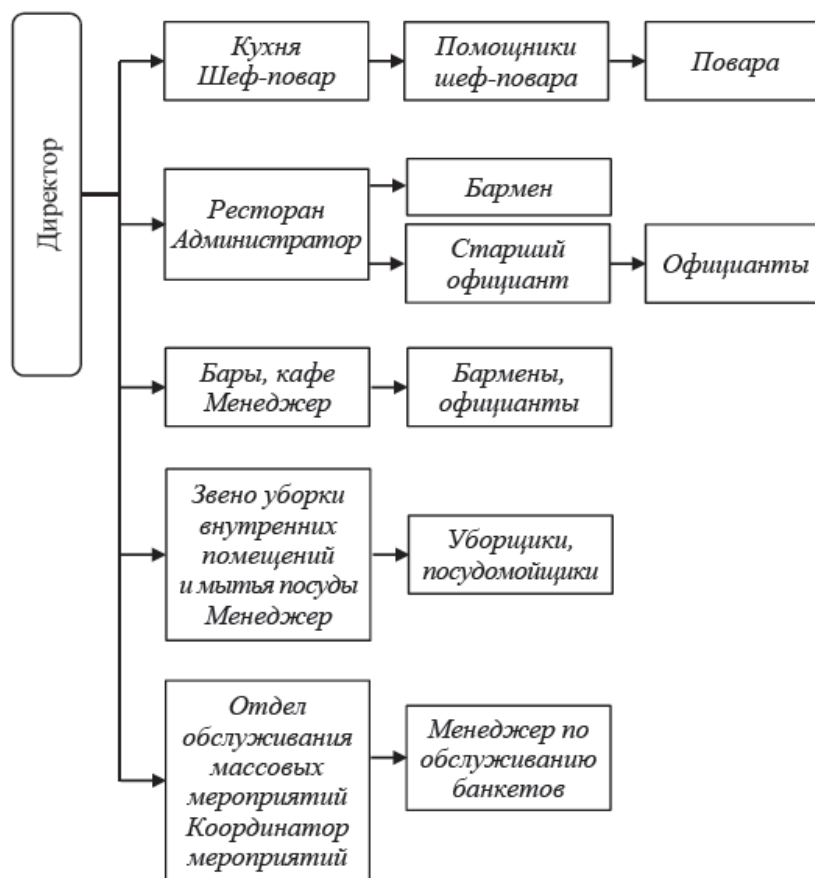 Директор
Кухня
Шеф-повар
Помощники
шеф-повара
Повара
Ресторан
Администратор
Бармен
Старший
официант
Официанты
Бары, кафе
Менеджер
Бармены,
официанты
Звено уборки
внутренних
помещений
и мытья посуды
Менеджер
Уборщики,
посудомойщики
Отдел
обслуживания
массовых
мероприятий
Координатор
мероприятий
Менеджер по
обслуживанию
банкетов